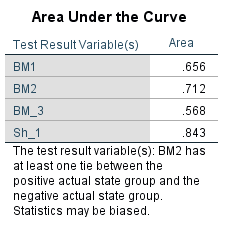 Area Under the Curve
Test Result Variable(s) Area
BM1 .656
BM2 .712
BM_3 .568
Sh_1 .843
The test result variable(s): BM2 has
at least one tie between the
positive actual state group and the
negative actual state group.
Statistics may be biased.